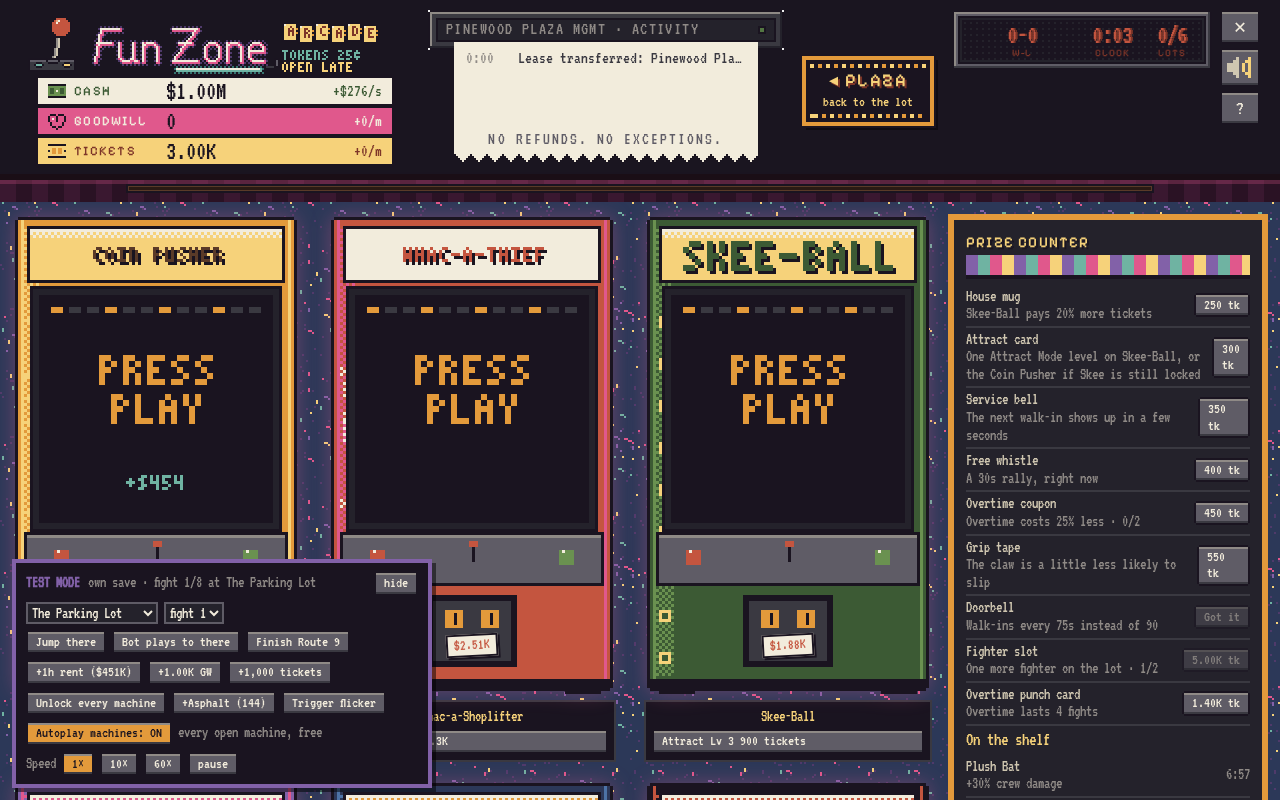 Fun Zone
ARCADE
TOKENS 25¢
OPEN LATE
CASH $1.00M +$276/s
GOODWILL 0 +0/m
TICKETS 3.00K +0/m
PINEWOOD PLAZA MGMT · ACTIVITY
0:00 Lease transferred: Pinewood Pla…
NO REFUNDS. NO EXCEPTIONS.
◀ PLAZA
back to the lot
0-0 0:03 0/6
W-L CLOCK LOTS
×
?
COIN PUSHER
PRESS
PLAY
+$454
WHAC-A-THIEF
PRESS
PLAY
$2.51K
ac-a-Shoplifter
3K
SKEE-BALL
PRESS
PLAY
$1.88K
Skee-Ball
Attract Lv 3 900 tickets
PRIZE COUNTER
House mug
Skee-Ball pays 20% more tickets
250 tk
Attract card
One Attract Mode level on Skee-Ball, or
the Coin Pusher if Skee is still locked
300
tk
Service bell
The next walk-in shows up in a few
seconds
350
tk
Free whistle
A 30s rally, right now
400 tk
Overtime coupon
Overtime costs 25% less · 0/2
450 tk
Grip tape
The claw is a little less likely to
slip
550
tk
Doorbell
Walk-ins every 75s instead of 90
Got it
Fighter slot
One more fighter on the lot · 1/2
5.00K tk
Overtime punch card
Overtime lasts 4 fights
1.40K tk
On the shelf
Plush Bat
+30% crew damage
6:57
TEST MODE own save · fight 1/8 at The Parking Lot
hide
The Parking Lot
fight 1
Jump there
Bot plays to there
Finish Route 9
+1h rent ($451K)
+1.00K GW
+1,000 tickets
Unlock every machine
+Asphalt (144)
Trigger flicker
Autoplay machines: ON every open machine, free
Speed 1× 10× 60× pause